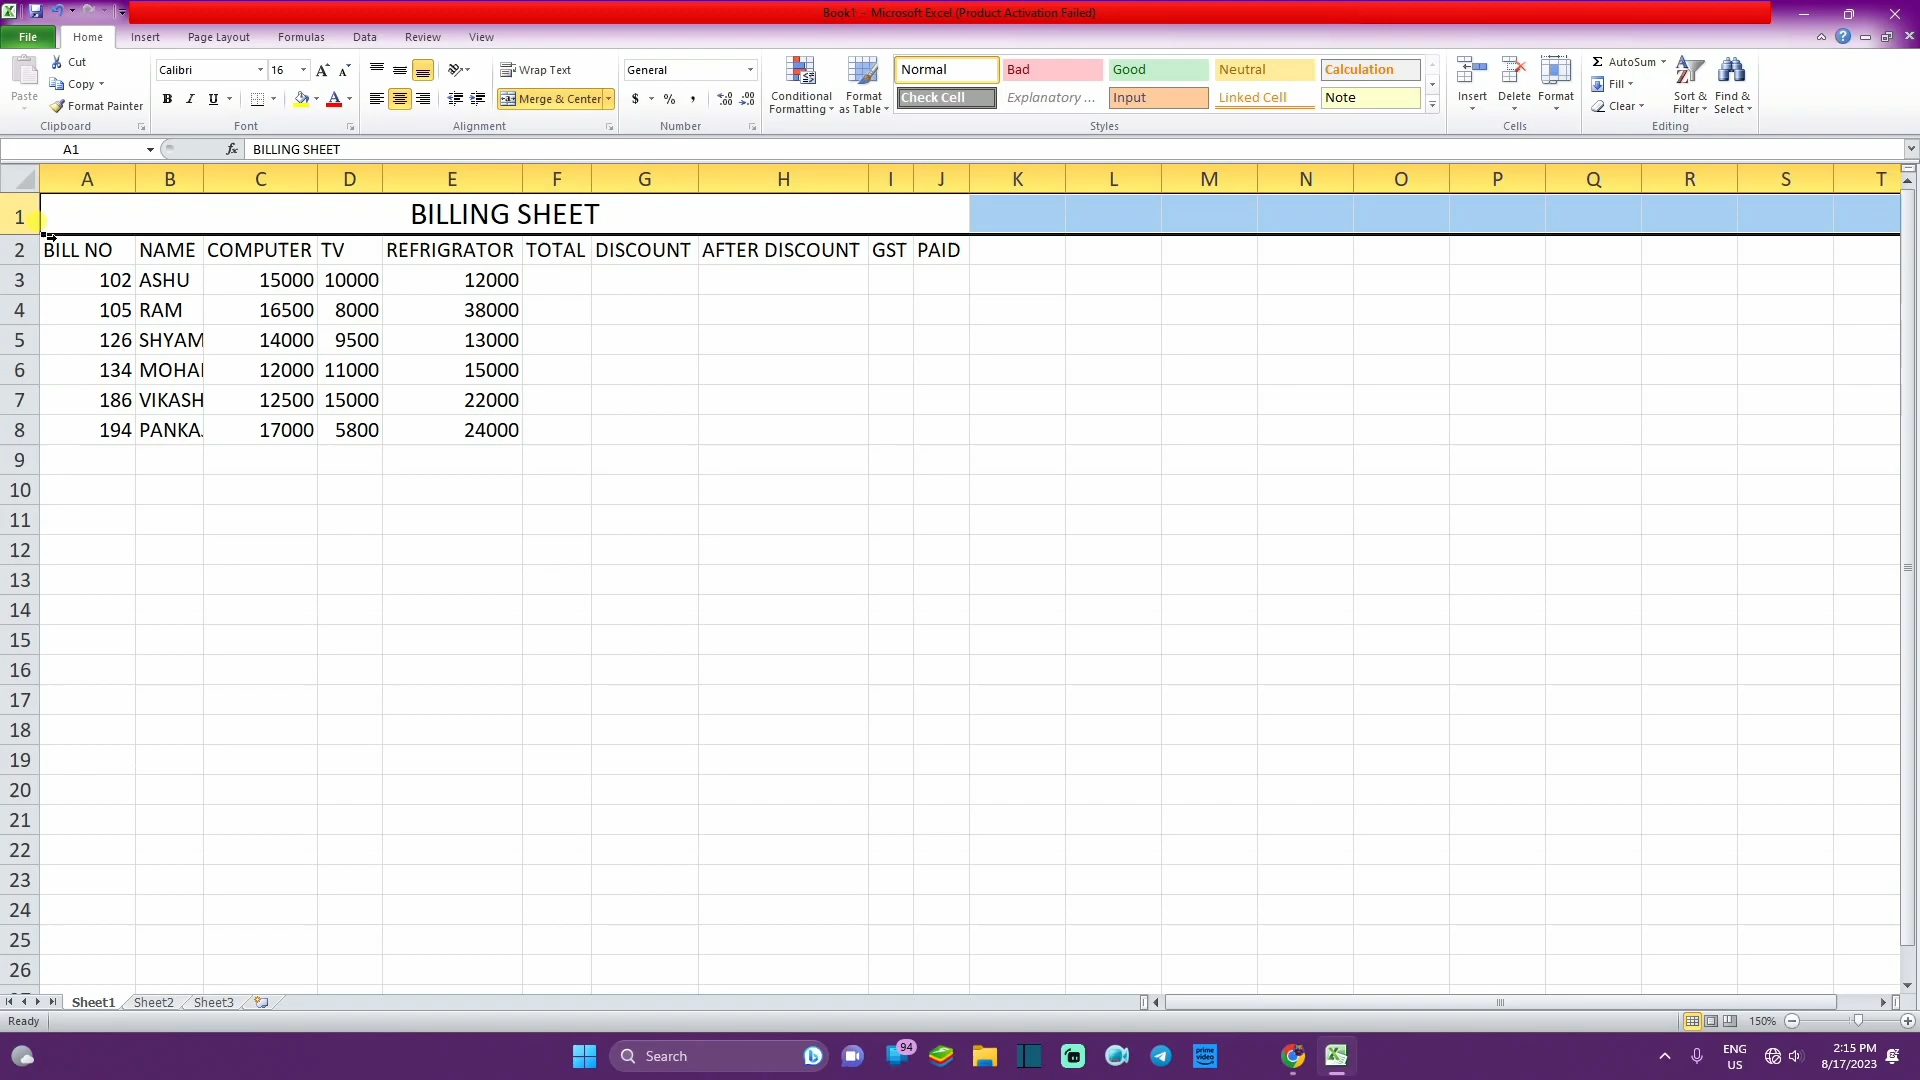 Book1 - Microsoft Excel (Product Activation Failed)
File Home Insert Page Layout Formulas Data Review View
Paste
Cut
Copy
Format Painter
Clipboard
Calibri 16
B I U
Font
Wrap Text
Merge & Center
Alignment
General
$ % ,
Number
Conditional Formatting
Format as Table
Normal Bad Good Neutral Calculation
Check Cell Explanatory ... Input Linked Cell Note
Styles
Insert Delete Format
Cells
AutoSum
Fill
Clear
Sort & Filter
Find & Select
Editing
A1 fx BILLING SHEET
A B C D E F G H I J K L M N O P Q R S T
1 BILLING SHEET
2 BILL NO NAME COMPUTER TV REFRIGRATOR TOTAL DISCOUNT AFTER DISCOUNT GST PAID
3 102 ASHU 15000 10000 12000
4 105 RAM 16500 8000 38000
5 126 SHYAM 14000 9500 13000
6 134 MOHA 12000 11000 15000
7 186 VIKASH 12500 15000 22000
8 194 PANKA 17000 5800 24000
9
10
11
12
13
14
15
16
17
18
19
20
21
22
23
24
25
26
Sheet1 Sheet2 Sheet3
Ready 150%
Search 94 prime video
ENG US
2:15 PM
8/17/2023